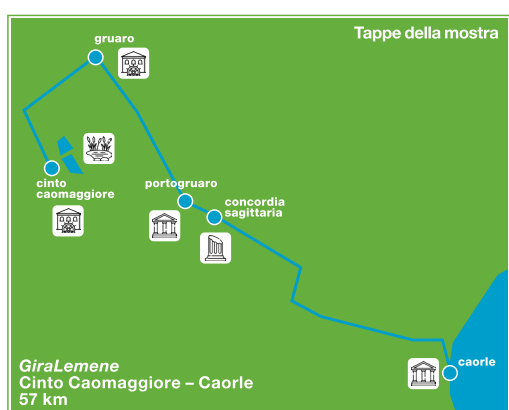 Tappe della mostra
gruaro
cinto
caomaggiore
portogruaro
concordia
sagittaria
caorle
GiraLemene
Cinto Caomaggiore – Caorle
57 km